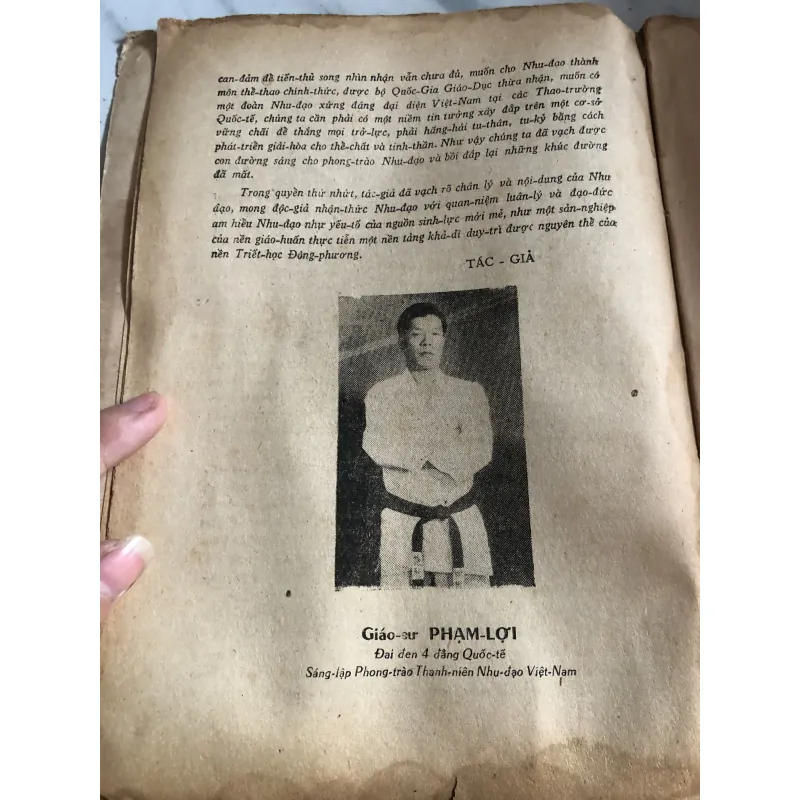 can-đảm để tiến-thủ song nhìn nhận vẫn chưa đủ, muốn cho Nhu-đạo thành
môn thể-thao chính-thức, được bộ Quốc-Gia Giáo-Dục thừa nhận, muốn có
một đoàn Nhu-đạo xứng đáng đại diện Việt-Nam tại các Thao-trường
Quốc-tế, chúng ta cần phải có một niềm tin tưởng xây đắp trên một cơ-sở
vững chãi để thắng mọi trở-lực, phải hăng-hái tu-thân, tu-kỷ bằng cách
phát-triển giải-hòa cho thể-chất và tinh-thần. Như vậy chúng ta đã vạch được
con đường sáng cho phong-trào Nhu-đạo và bồi đắp lại những khúc đường
đã mất.
Trong quyển thứ nhứt, tác-giả đã vạch rõ chân lý và nội-dung của Nhu
đạo, mong độc-giả nhận-thức Nhu-đạo với quan-niệm luân-lý và đạo-đức
am hiểu Nhu-đạo như yếu-tố của nguồn sinh-lực mới mẻ, như một sản-nghiệp
của nền giáo-huấn thực tiễn một nền tảng khả-dĩ duy-trì được nguyên thể của
nền Triết-học Đông-phương.
TÁC - GIẢ
Giáo-sư PHẠM-LỢI
Đai đen 4 đẳng Quốc-tế
Sáng-lập Phong-trào Thanh-niên Nhu-đạo Việt-Nam